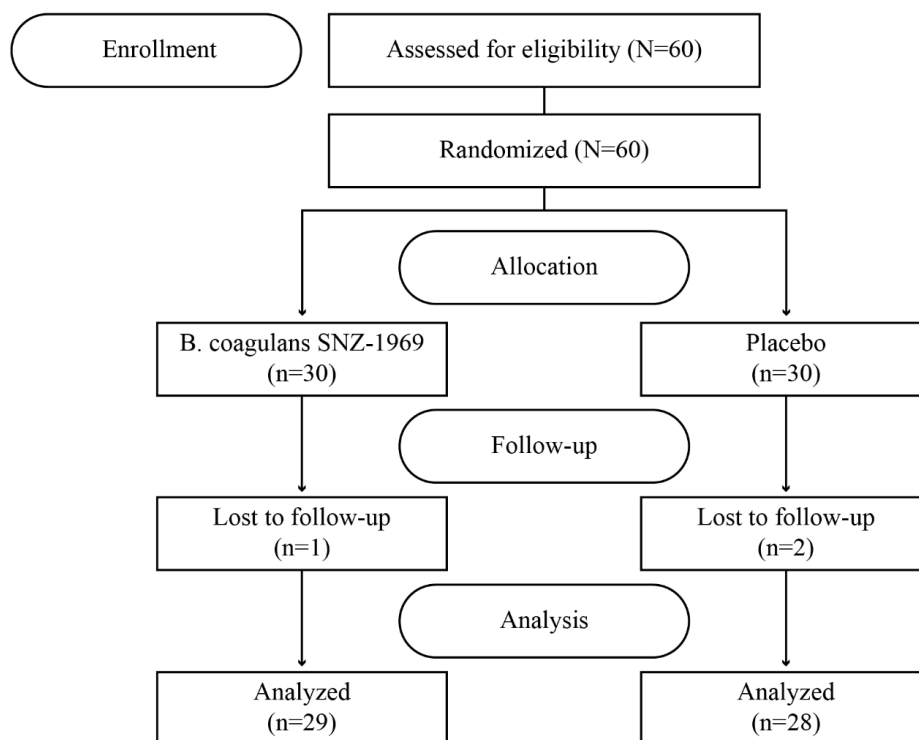 Enrollment
Assessed for eligibility (N=60)
Randomized (N=60)
Allocation
B. coagulans SNZ-1969
(n=30)
Placebo
(n=30)
Follow-up
Lost to follow-up
(n=1)
Lost to follow-up
(n=2)
Analysis
Analyzed
(n=29)
Analyzed
(n=28)